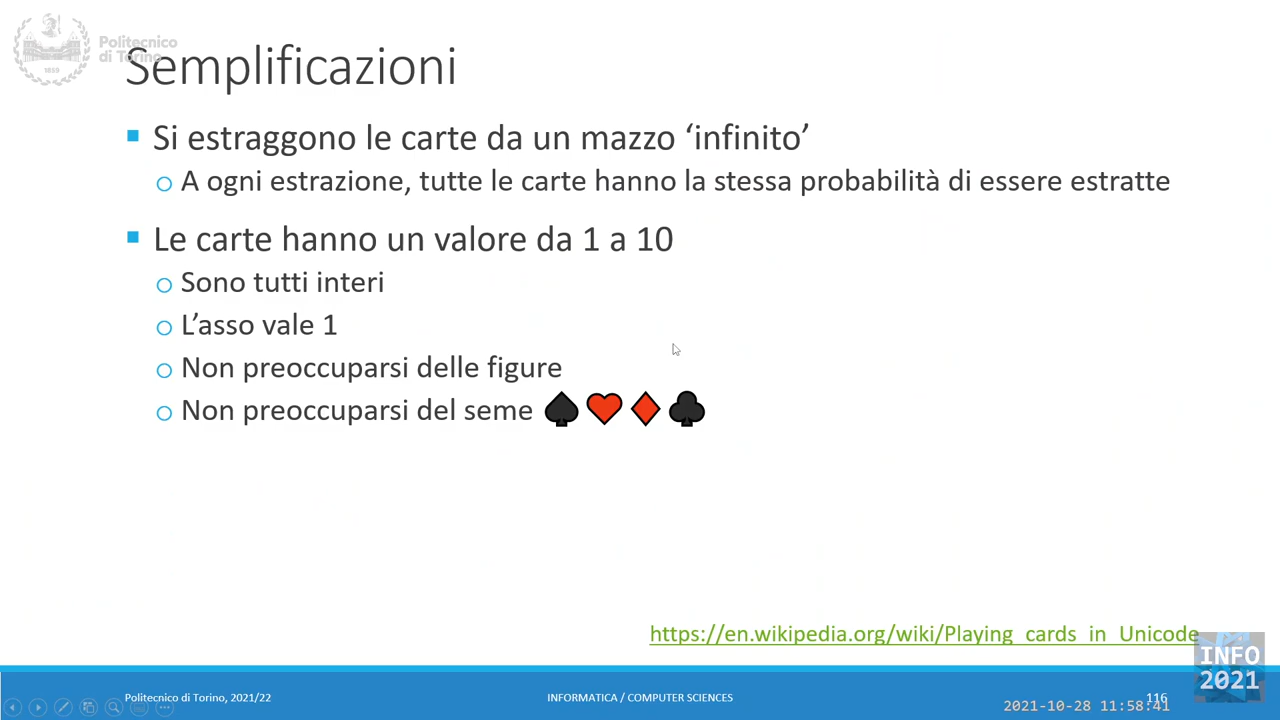 Politecnico
di Torino
1859
Semplificazioni
Si estraggono le carte da un mazzo ‘infinito’
A ogni estrazione, tutte le carte hanno la stessa probabilità di essere estratte
Le carte hanno un valore da 1 a 10
Sono tutti interi
L’asso vale 1
Non preoccuparsi delle figure
Non preoccuparsi del seme
https://en.wikipedia.org/wiki/Playing_cards_in_Unicode
INFO
2021
Politecnico di Torino, 2021/22
INFORMATICA / COMPUTER SCIENCES
116
2021-10-28 11:58:41